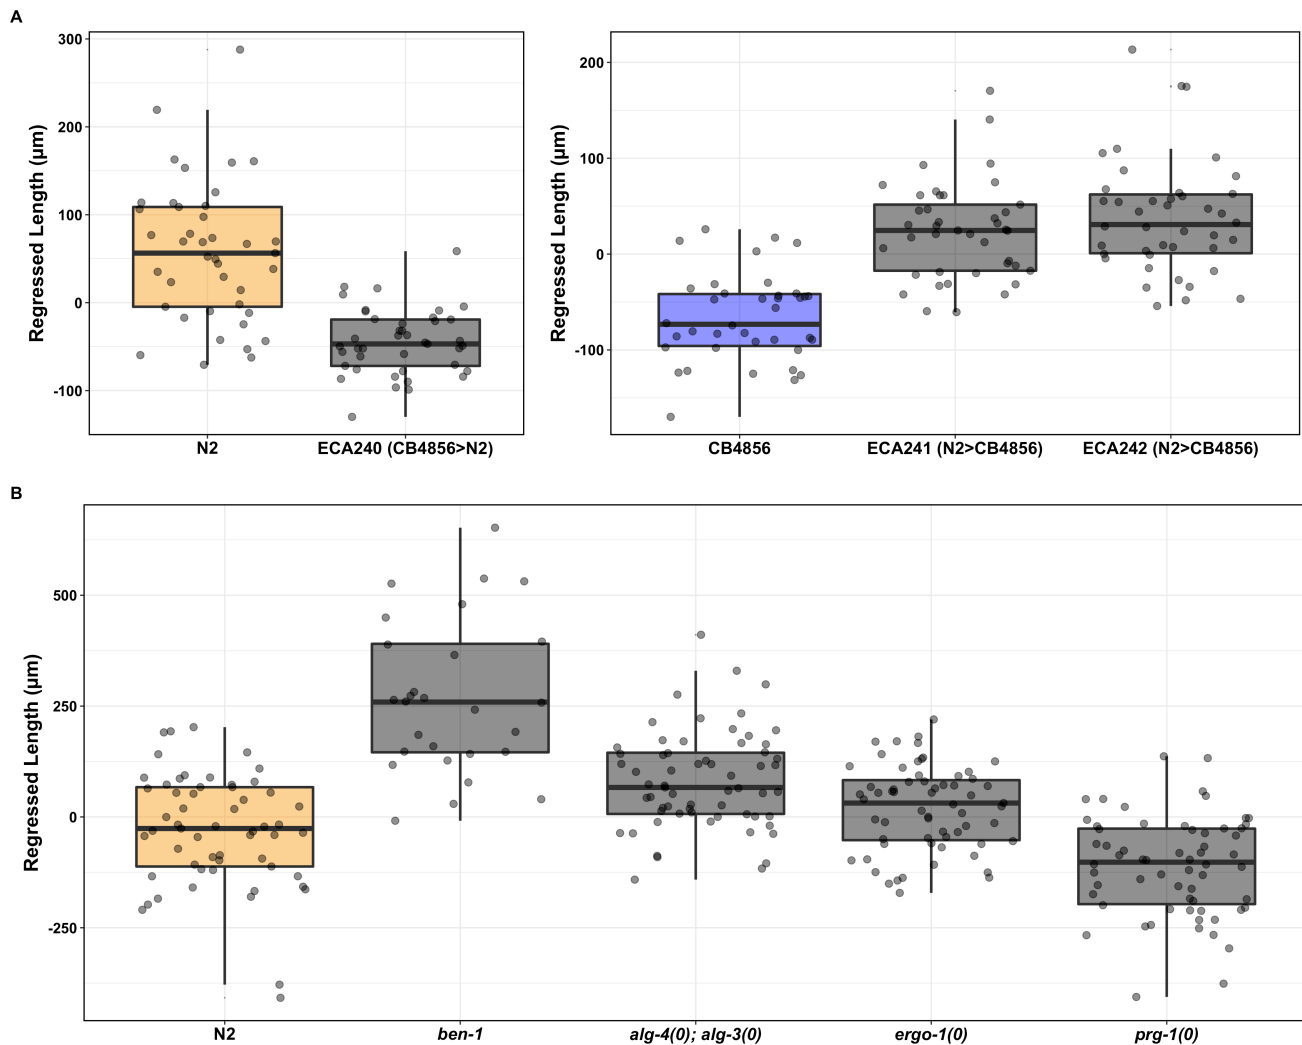 A
Regressed Length (µm)
300
200
100
0
-100
N2
ECA240 (CB4856>N2)
Regressed Length (µm)
200
100
0
-100
CB4856
ECA241 (N2>CB4856)
ECA242 (N2>CB4856)
B
Regressed Length (µm)
500
250
0
-250
N2
ben-1
alg-4(0); alg-3(0)
ergo-1(0)
prg-1(0)